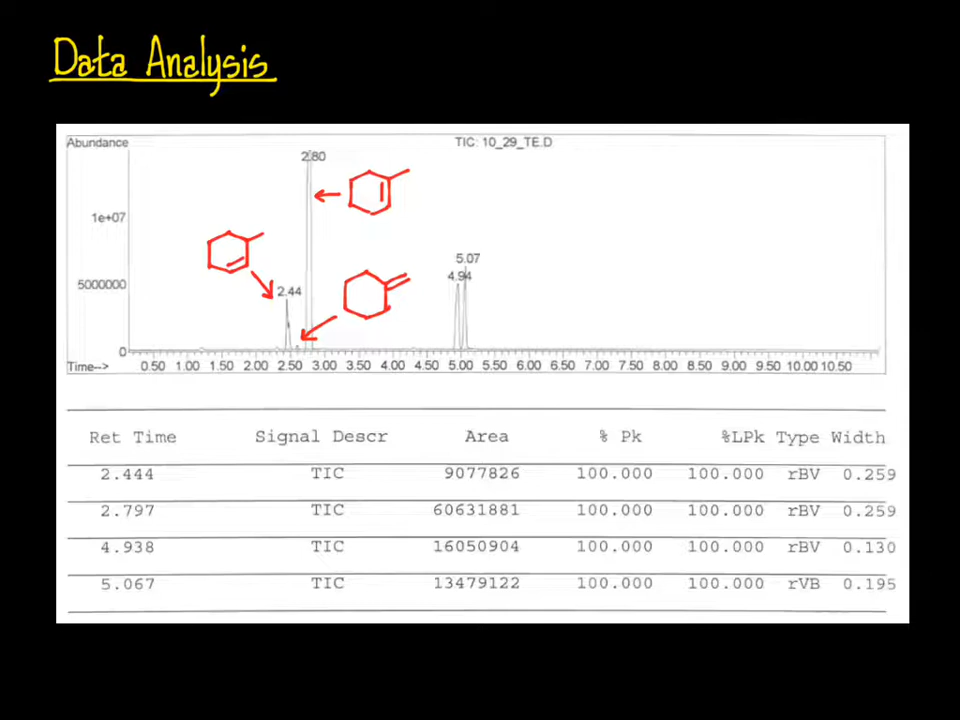 Data Analysis
Abundance
TIC: 10_29_TE.D
2.80
1e+07
5.07
4.94
5000000
2.44
0
Time-->
0.50 1.00 1.50 2.00 2.50 3.00 3.50 4.00 4.50 5.00 5.50 6.00 6.50 7.00 7.50 8.00 8.50 9.00 9.50 10.00 10.50
Ret Time Signal Descr Area % Pk %LPk Type Width
2.444 TIC 9077826 100.000 100.000 rBV 0.259
2.797 TIC 60631881 100.000 100.000 rBV 0.259
4.938 TIC 16050904 100.000 100.000 rBV 0.130
5.067 TIC 13479122 100.000 100.000 rVB 0.195